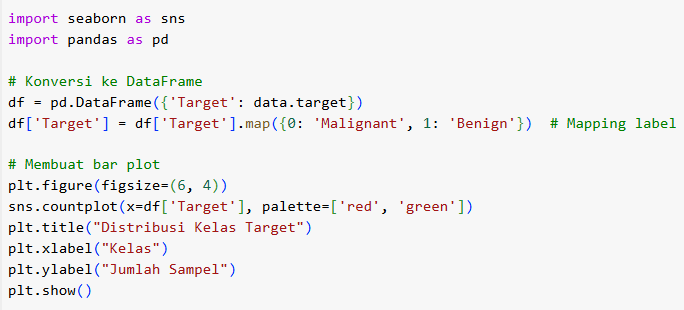 import seaborn as sns
import pandas as pd
# Konversi ke DataFrame
df = pd.DataFrame({'Target': data.target})
df['Target'] = df['Target'].map({0: 'Malignant', 1: 'Benign'})  # Mapping label
# Membuat bar plot
plt.figure(figsize=(6, 4))
sns.countplot(x=df['Target'], palette=['red', 'green'])
plt.title("Distribusi Kelas Target")
plt.xlabel("Kelas")
plt.ylabel("Jumlah Sampel")
plt.show()